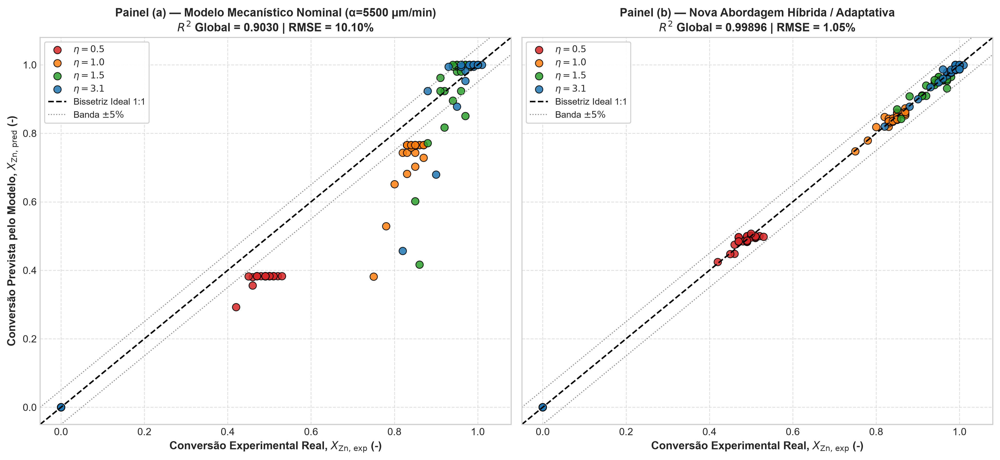 Painel (a) — Modelo Mecanístico Nominal (α=5500 µm/min)
R² Global = 0.9030 | RMSE = 10.10%
η = 0.5
η = 1.0
η = 1.5
η = 3.1
Bissetriz Ideal 1:1
Banda ±5%
Conversão Prevista pelo Modelo, X_Zn, pred (-)
1.0
0.8
0.6
0.4
0.2
0.0
0.0 0.2 0.4 0.6 0.8 1.0
Conversão Experimental Real, X_Zn, exp (-)
Painel (b) — Nova Abordagem Híbrida / Adaptativa
R² Global = 0.99896 | RMSE = 1.05%
η = 0.5
η = 1.0
η = 1.5
η = 3.1
Bissetriz Ideal 1:1
Banda ±5%
0.0 0.2 0.4 0.6 0.8 1.0
Conversão Experimental Real, X_Zn, exp (-)